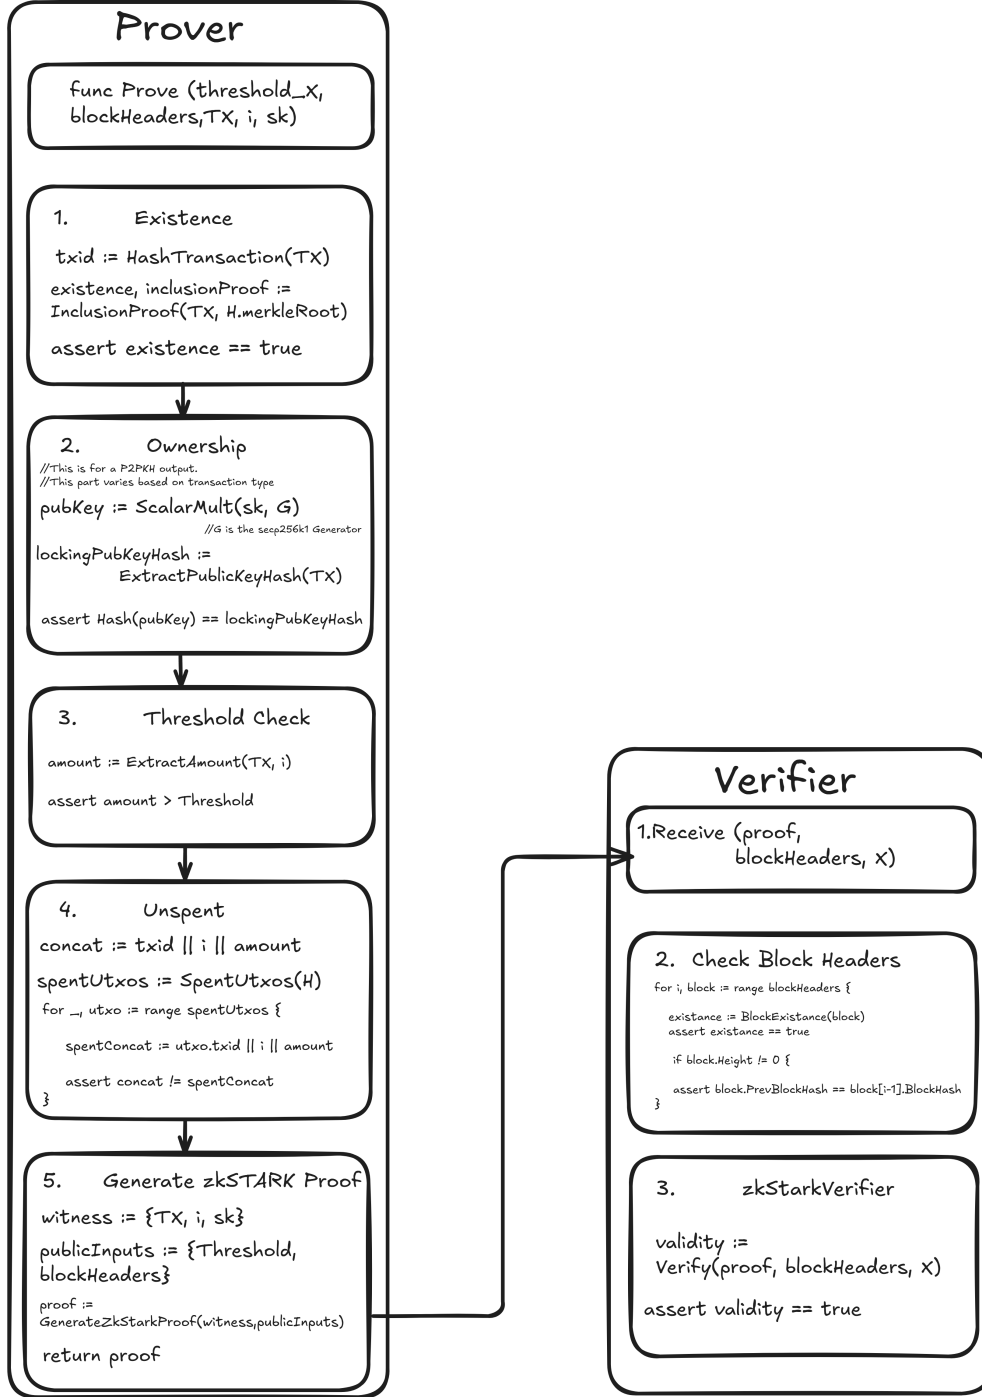 Prover
func Prove (threshold_X,
blockHeaders,TX, i, sk)
1. Existence
txid := HashTransaction(TX)
existence, inclusionProof :=
InclusionProof(TX, H.merkleRoot)
assert existence == true
2. Ownership
//This is for a P2PKH output.
//This part varies based on transaction type
pubKey := ScalarMult(sk, G)
//G is the secp256k1 Generator
lockingPubKeyHash :=
ExtractPublicKeyHash(TX)
assert Hash(pubKey) == lockingPubKeyHash
3. Threshold Check
amount := ExtractAmount(TX, i)
assert amount > Threshold
4. Unspent
concat := txid || i || amount
spentUtxos := SpentUtxos(H)
for _, utxo := range spentUtxos {
spentConcat := utxo.txid || i || amount
assert concat != spentConcat
}
5. Generate zkSTARK Proof
witness := {TX, i, sk}
publicInputs := {Threshold,
blockHeaders}
proof :=
GenerateZkStarkProof(witness,publicInputs)
return proof
Verifier
1.Receive (proof,
blockHeaders, X)
2. Check Block Headers
for i, block := range blockHeaders {
existance := BlockExistance(block)
assert existance == true
if block.Height != 0 {
assert block.PrevBlockHash == block[i-1].BlockHash
}
3. zkStarkVerifier
validity :=
Verify(proof, blockHeaders, X)
assert validity == true